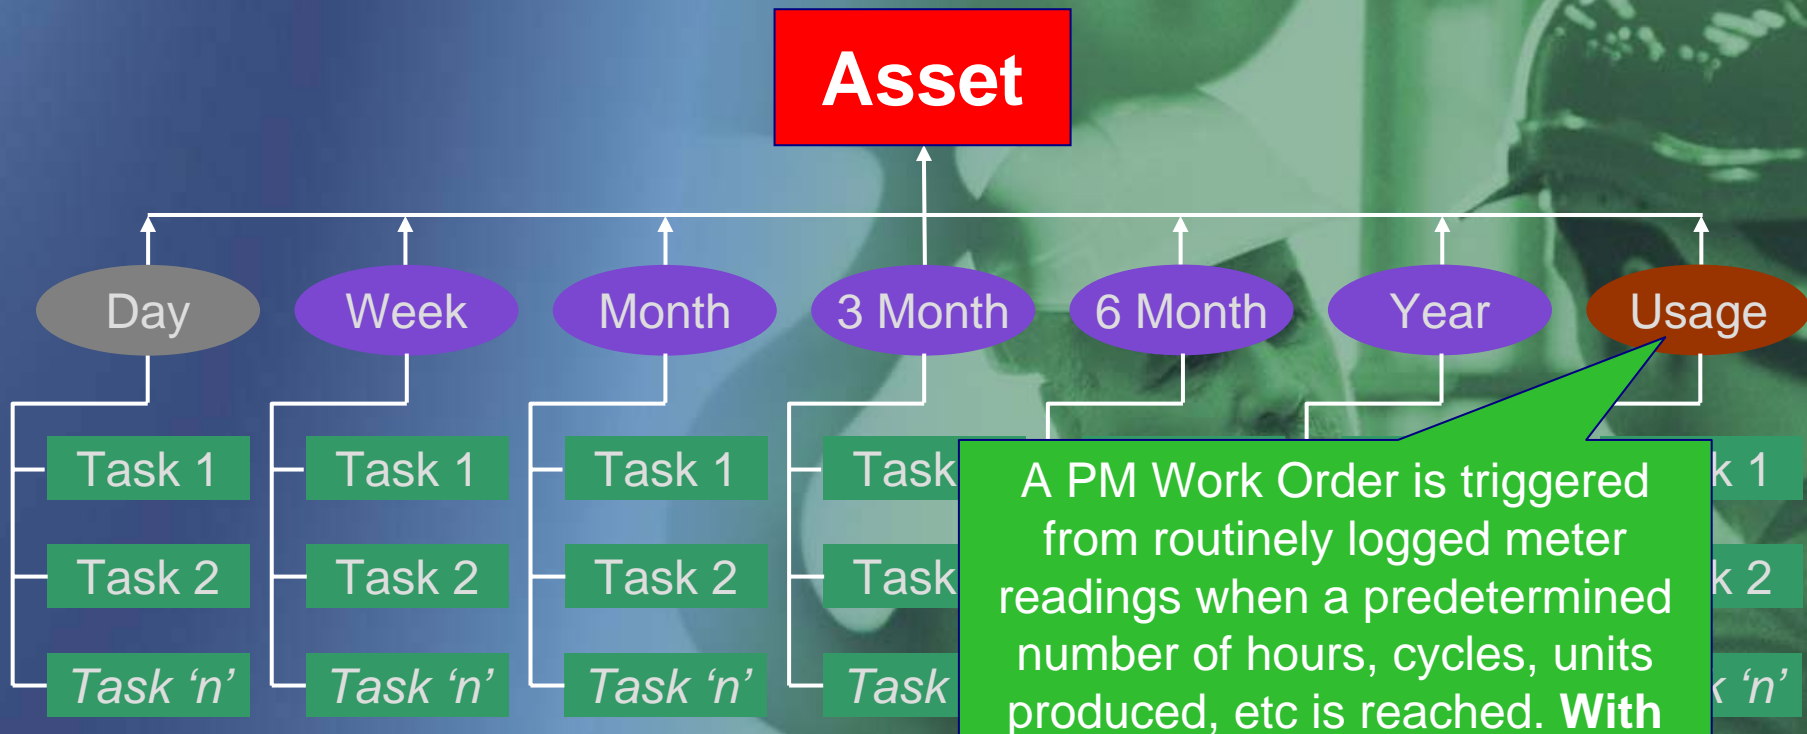 Asset
Day Week Month 3 Month 6 Month Year Usage
Task 1 Task 1 Task 1 Task k 1
Task 2 Task 2 Task 2 Task k 2
Task ‘n’ Task ‘n’ Task ‘n’ Task k ‘n’
A PM Work Order is triggered
from routinely logged meter
readings when a predetermined
number of hours, cycles, units
produced, etc is reached. With